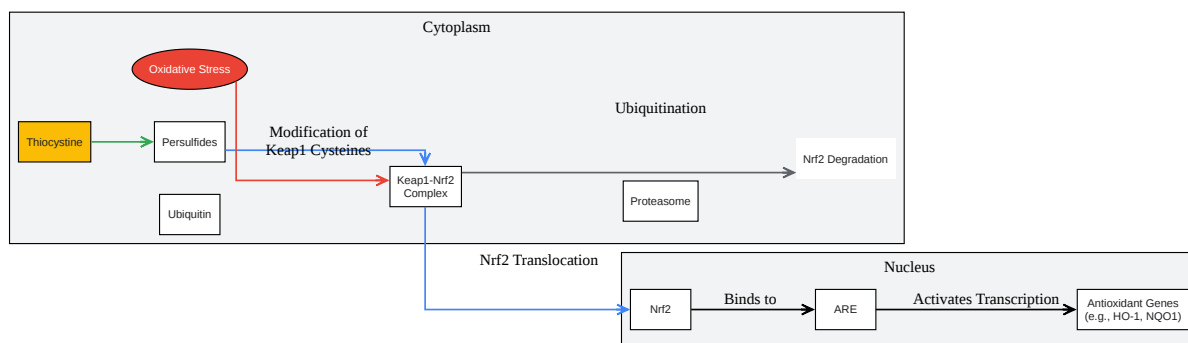 Cytoplasm
Oxidative Stress
Ubiquitination
Thiocystine
Persulfides
Modification of
Keap1 Cysteines
Nrf2 Degradation
Keap1-Nrf2
Complex
Proteasome
Ubiquitin
Nrf2 Translocation
Nucleus
Nrf2
Binds to
ARE
Activates Transcription
Antioxidant Genes
(e.g., HO-1, NQO1)